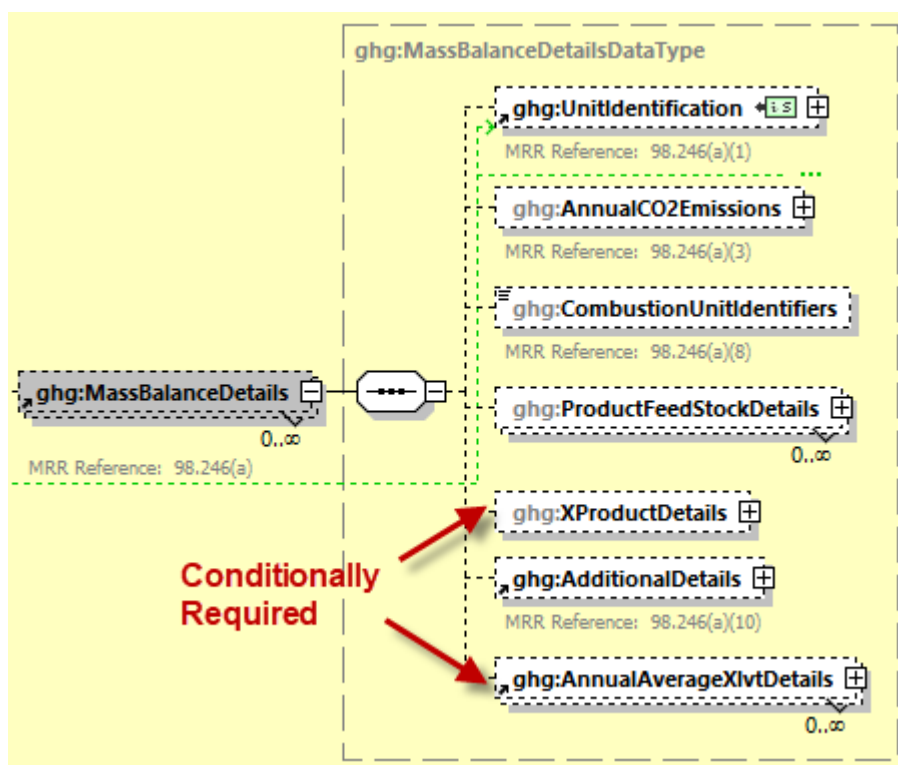 ghg:MassBalanceDetailsDataType
ghg:UnitIdentification
is
MRR Reference: 98.246(a)(1)
ghg:AnnualCO2Emissions
MRR Reference: 98.246(a)(3)
ghg:CombustionUnitIdentifiers
MRR Reference: 98.246(a)(8)
ghg:MassBalanceDetails
0..∞
MRR Reference: 98.246(a)
ghg:ProductFeedStockDetails
0..∞
ghg:XProductDetails
Conditionally
Required
ghg:AdditionalDetails
MRR Reference: 98.246(a)(10)
ghg:AnnualAverageXlvtDetails
0..∞